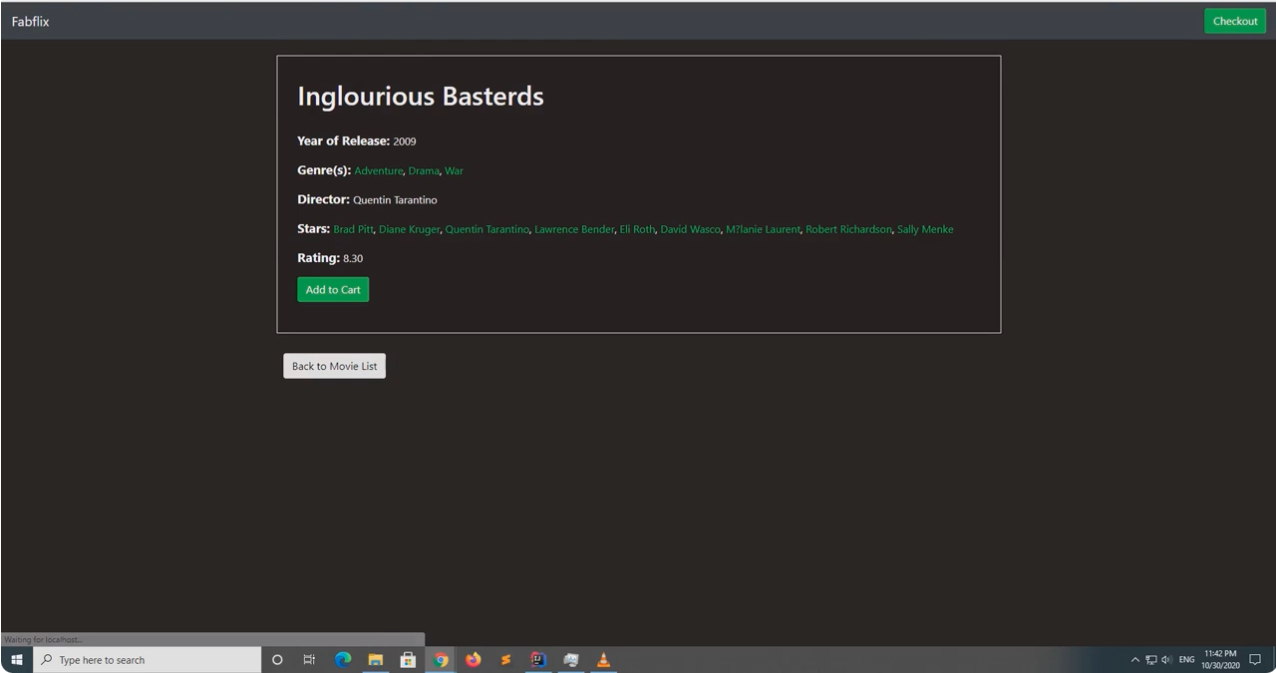 Fabflix
Checkout
Inglourious Basterds
Year of Release: 2009
Genre(s): Adventure, Drama, War
Director: Quentin Tarantino
Stars: Brad Pitt, Diane Kruger, Quentin Tarantino, Lawrence Bender, Eli Roth, David Wasco, M?lanie Laurent, Robert Richardson, Sally Menke
Rating: 8.30
Add to Cart
Back to Movie List
Waiting for localhost...
Type here to search
ENG
11:42 PM
10/30/2020